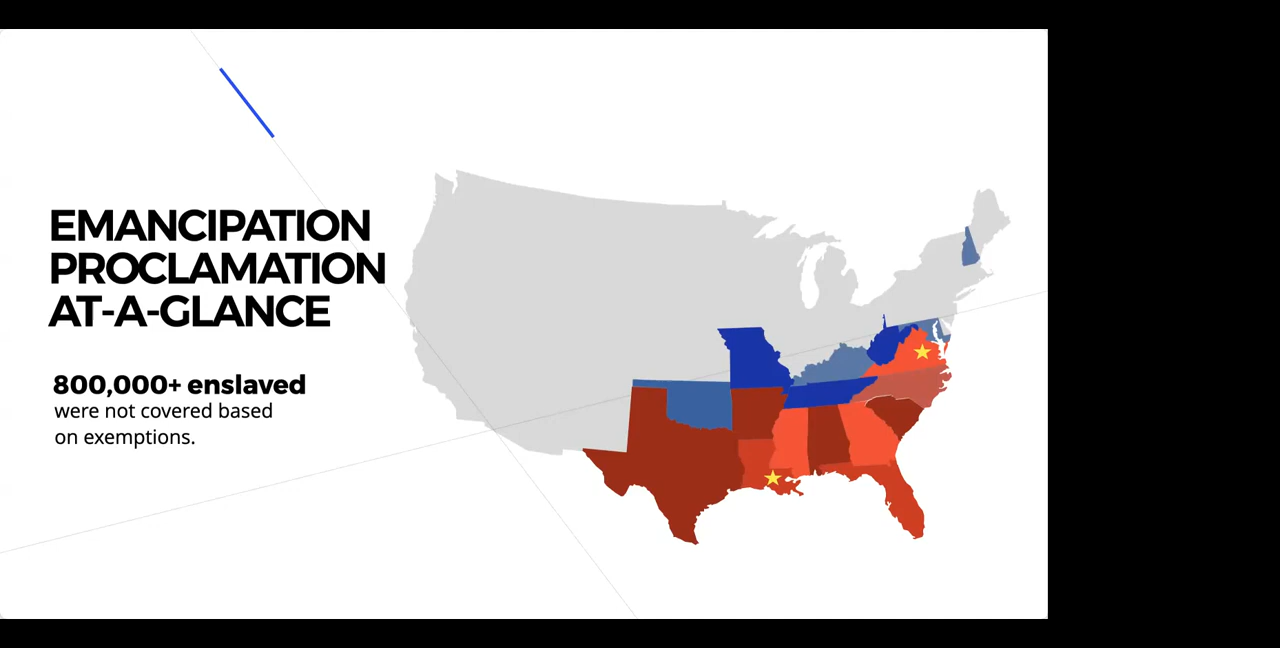 EMANCIPATION
PROCLAMATION
AT-A-GLANCE
800,000+ enslaved
were not covered based
on exemptions.